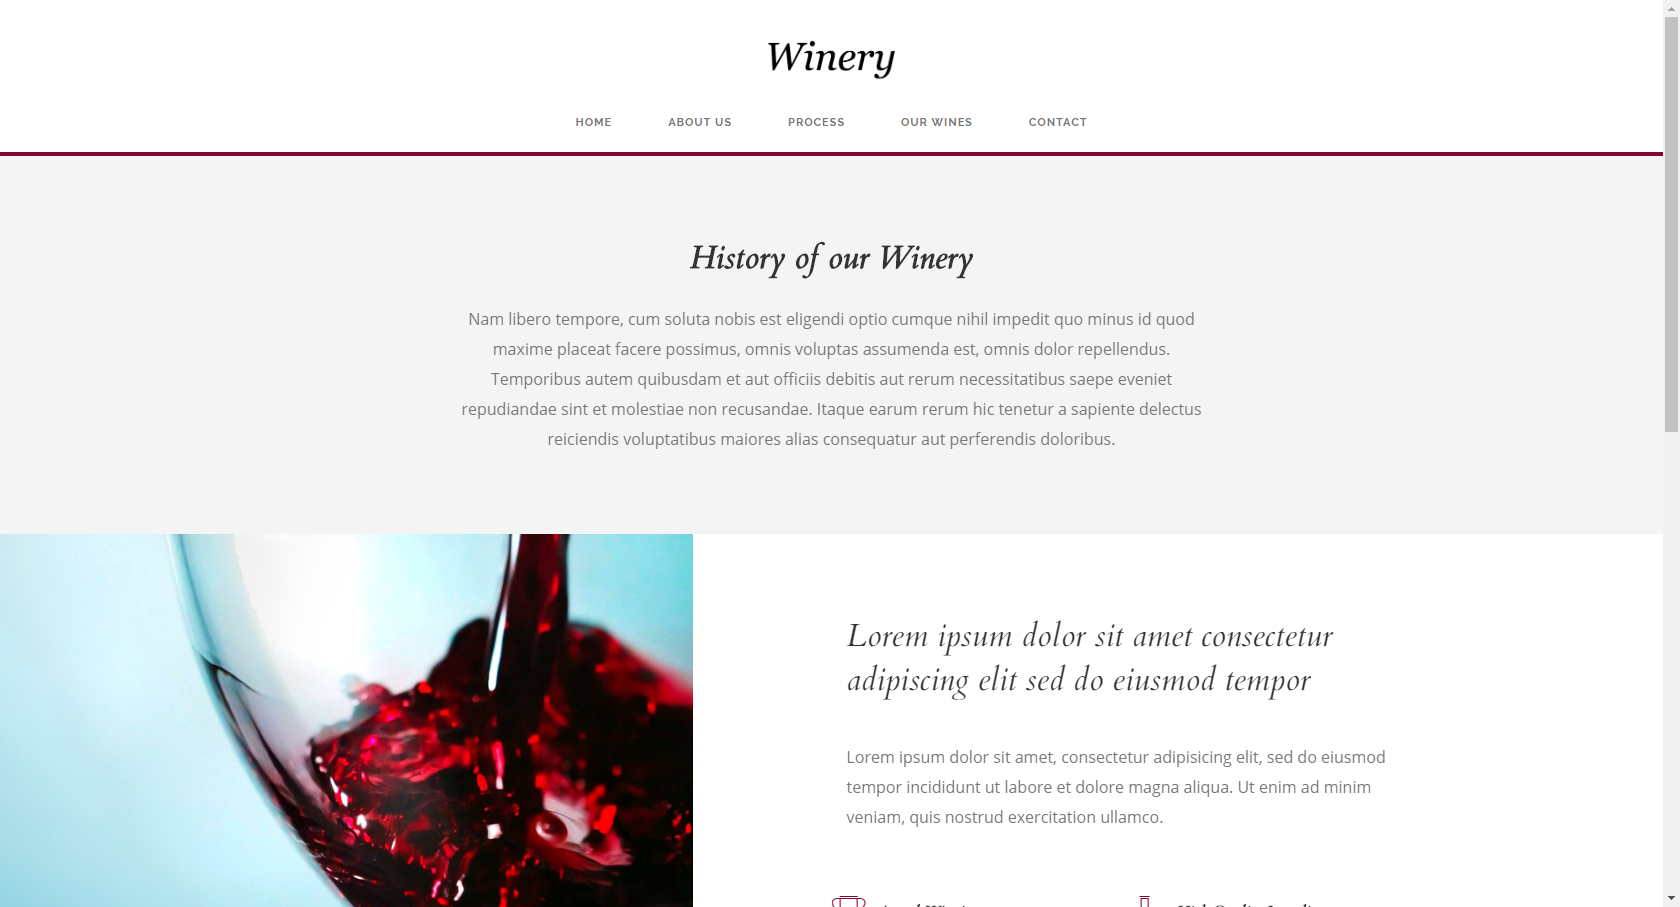 Winery
HOME ABOUT US PROCESS OUR WINES CONTACT
History of our Winery
Nam libero tempore, cum soluta nobis est eligendi optio cumque nihil impedit quo minus id quod
maxime placeat facere possimus, omnis voluptas assumenda est, omnis dolor repellendus.
Temporibus autem quibusdam et aut officiis debitis aut rerum necessitatibus saepe eveniet
repudiandae sint et molestiae non recusandae. Itaque earum rerum hic tenetur a sapiente delectus
reiciendis voluptatibus maiores alias consequatur aut perferendis doloribus.
Lorem ipsum dolor sit amet consectetur
adipiscing elit sed do eiusmod tempor
Lorem ipsum dolor sit amet, consectetur adipisicing elit, sed do eiusmod
tempor incididunt ut labore et dolore magna aliqua. Ut enim ad minim
veniam, quis nostrud exercitation ullamco.